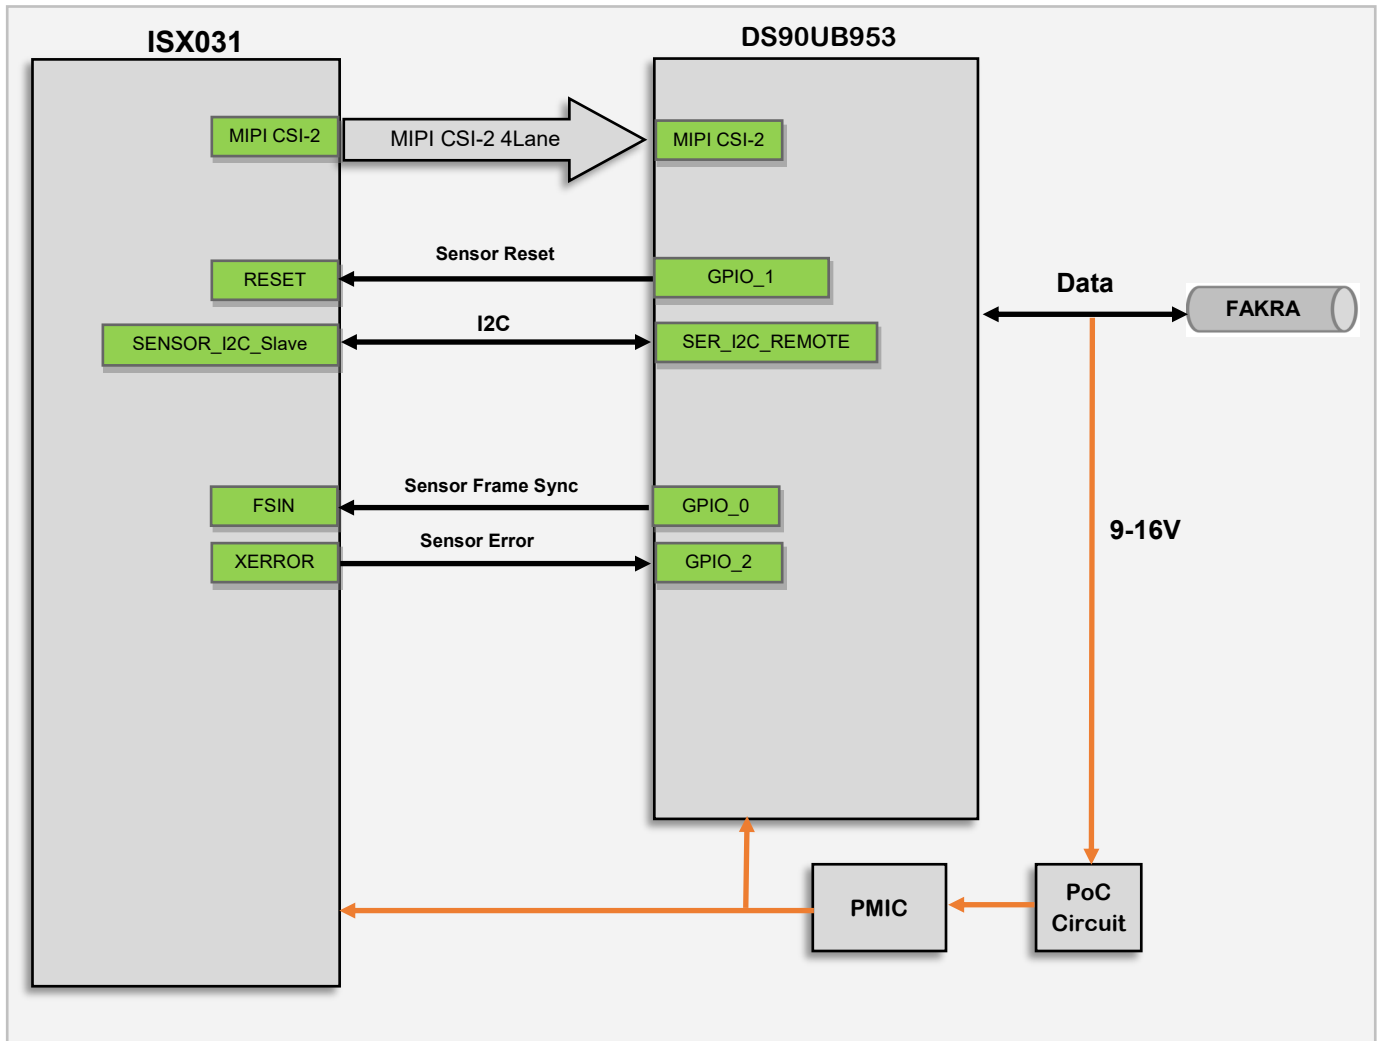 ISX031
DS90UB953
MIPI CSI-2
MIPI CSI-2 4Lane
MIPI CSI-2
Sensor Reset
RESET
GPIO_1
Data
FAKRA
I2C
SENSOR_I2C_Slave
SER_I2C_REMOTE
Sensor Frame Sync
FSIN
GPIO_0
9-16V
Sensor Error
XERROR
GPIO_2
PMIC
PoC
Circuit